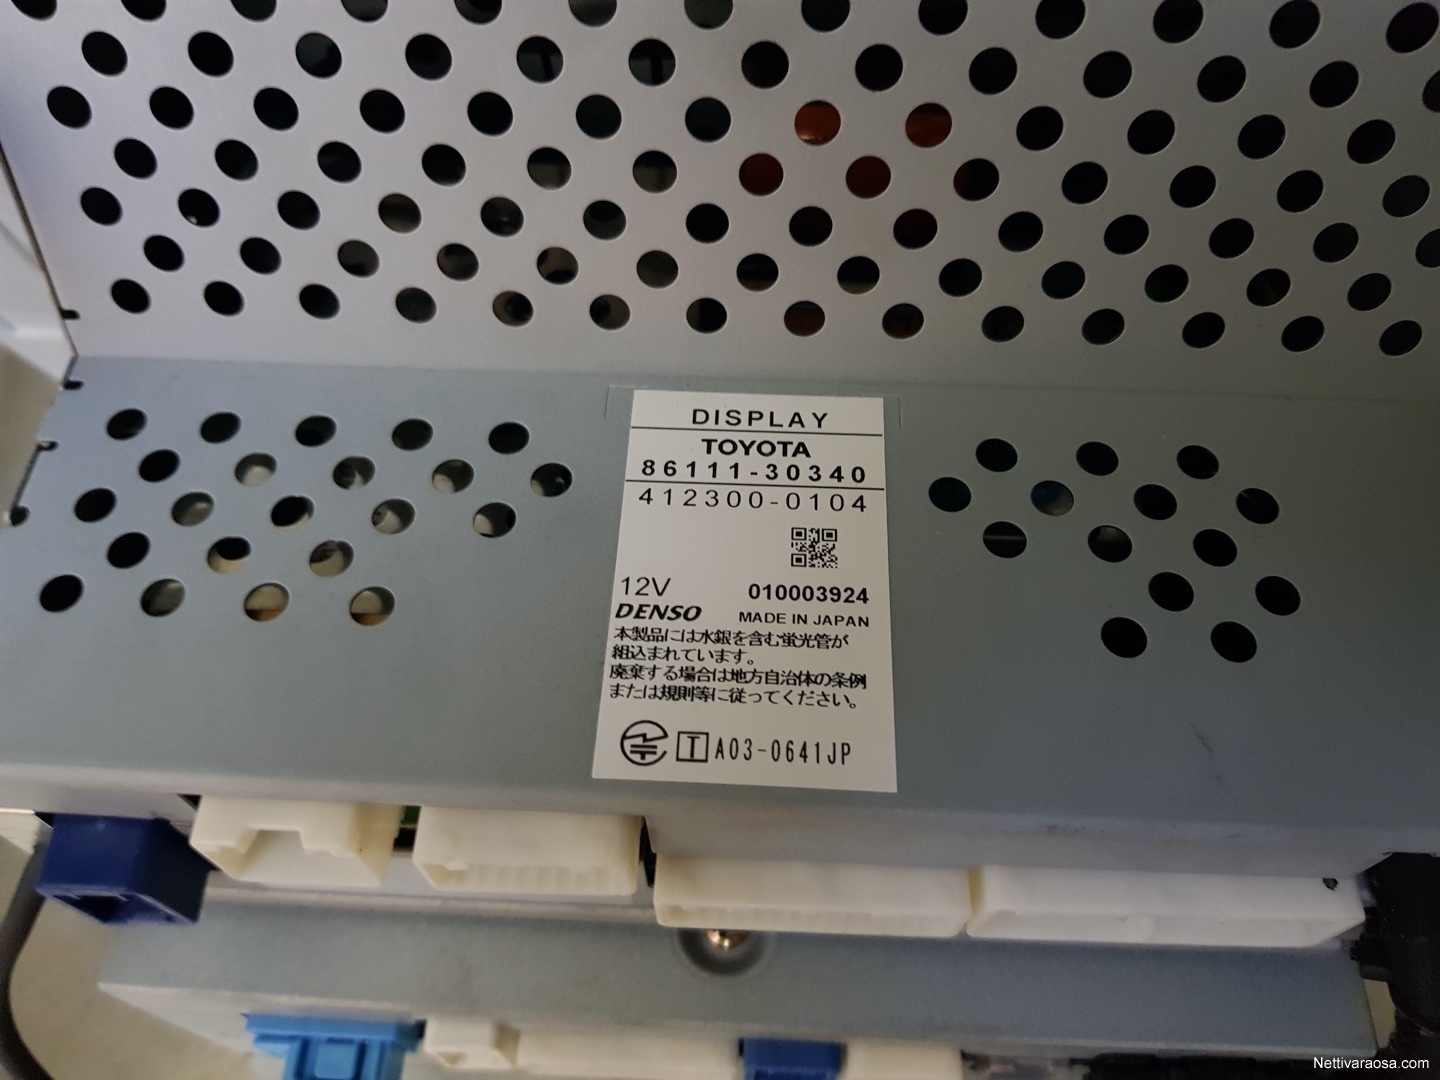 DISPLAY
TOYOTA
86111-30340
412300-0104
12V 010003924
DENSO MADE IN JAPAN
本製品には水銀を含む蛍光管が
組込まれています。
廃棄する場合は地方自治体の条例
または規則等に従ってください。
T A03-0641JP
Nettivaraosa.com